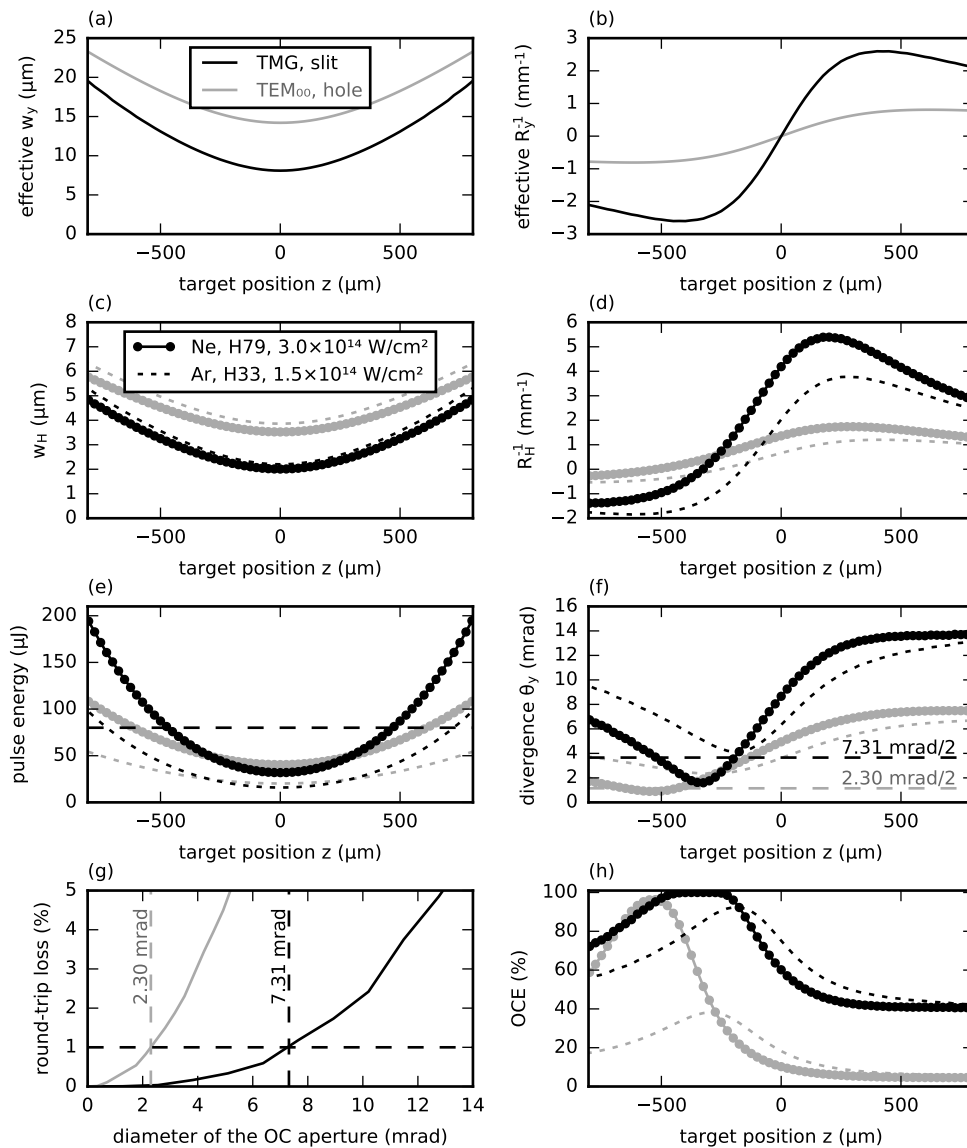 (a)
25
20
15
10
5
0
effective wy (μm)
TMG, slit
TEM₀₀, hole
−500
0
500
target position z (μm)
(b)
3
2
1
0
−1
−2
−3
effective Ry⁻¹ (mm⁻¹)
−500
0
500
target position z (μm)
(c)
8
7
6
5
4
3
2
1
0
wH (μm)
Ne, H79, 3.0×10¹⁴ W/cm²
Ar, H33, 1.5×10¹⁴ W/cm²
−500
0
500
target position z (μm)
(d)
6
5
4
3
2
1
0
−1
−2
RH⁻¹ (mm⁻¹)
−500
0
500
target position z (μm)
(e)
200
150
100
50
0
pulse energy (μJ)
−500
0
500
target position z (μm)
(f)
16
14
12
10
8
6
4
2
0
divergence θy (mrad)
7.31 mrad/2
2.30 mrad/2
−500
0
500
target position z (μm)
(g)
5
4
3
2
1
0
round-trip loss (%)
2.30 mrad
7.31 mrad
0
2
4
6
8
10
12
14
diameter of the OC aperture (mrad)
(h)
100
80
60
40
20
0
OCE (%)
−500
0
500
target position z (μm)